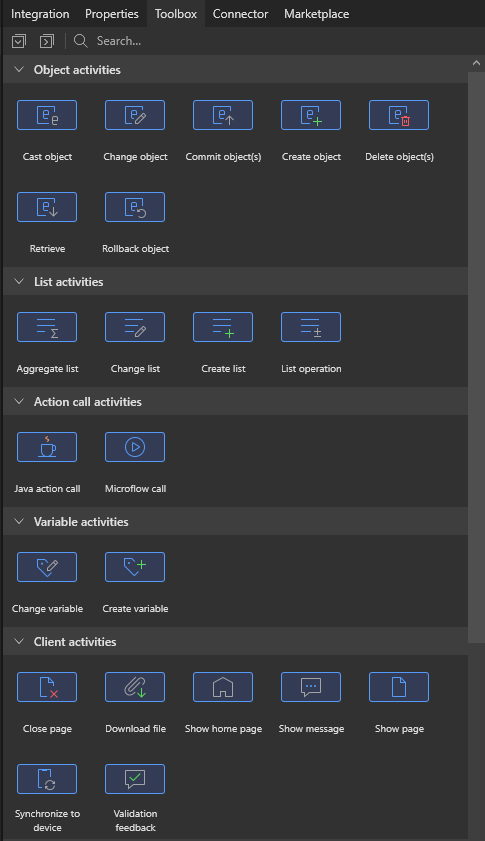 Integration Properties Toolbox Connector Marketplace
Search...
Object activities
Cast object Change object Commit object(s) Create object Delete object(s)
Retrieve Rollback object
List activities
Aggregate list Change list Create list List operation
Action call activities
Java action call Microflow call
Variable activities
Change variable Create variable
Client activities
Close page Download file Show home page Show message Show page
Synchronize to Validation
device feedback